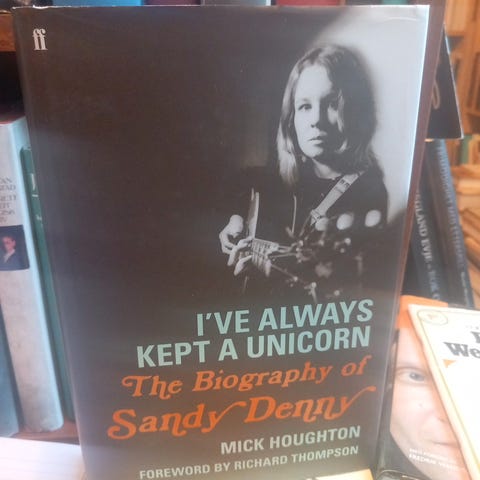 ff
I'VE ALWAYS
KEPT A UNICORN
The Biography of
Sandy Denny
MICK HOUGHTON
FOREWORD BY RICHARD THOMPSON